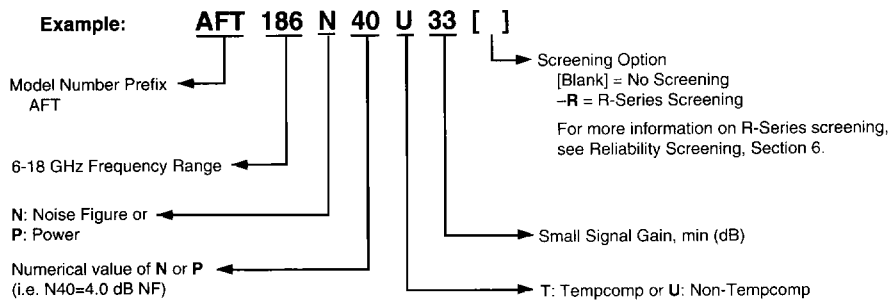 Example: AFT 186 N 40 U 33 [ ]
Model Number Prefix
AFT
6-18 GHz Frequency Range
N: Noise Figure or
P: Power
Numerical value of N or P
(i.e. N40=4.0 dB NF)
Screening Option
[Blank] = No Screening
–R = R-Series Screening
For more information on R-Series screening,
see Reliability Screening, Section 6.
Small Signal Gain, min (dB)
T: Tempcomp or U: Non-Tempcomp